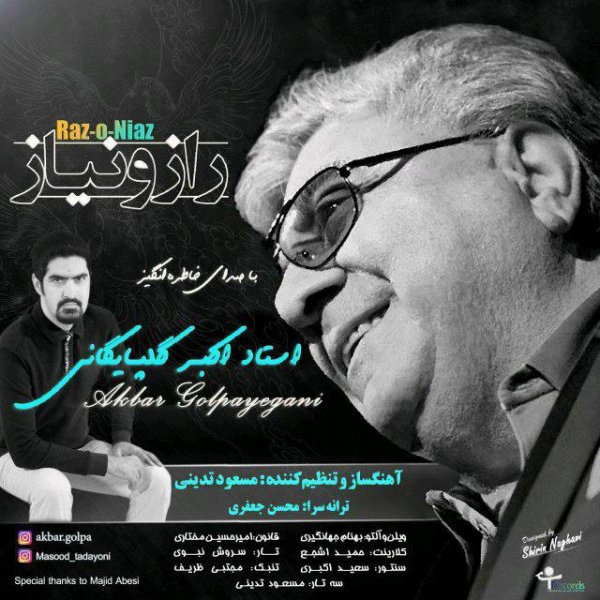 Raz-o-Niaz
راز و نیاز
با صدای خاطره انگیز
استاد اکبر گلپایگانی
Akbar Golpayegani
آهنگساز و تنظیم کننده: مسعود تدینی
ترانه سرا: محسن جعفری
ویلن و آلتو: بهنام جهانگیری قانون: امیرحسین مختاری
کلارینت: حمید اشجع تار: سروش نبوی
سنتور: سعید اکبری تنبک: مجتبی ظریف
سه تار: مسعود تدینی
akbar.golpa
Masood_tadayoni
Special thanks to Majid Abesi
Designed by
Shirin Naghavi
Records